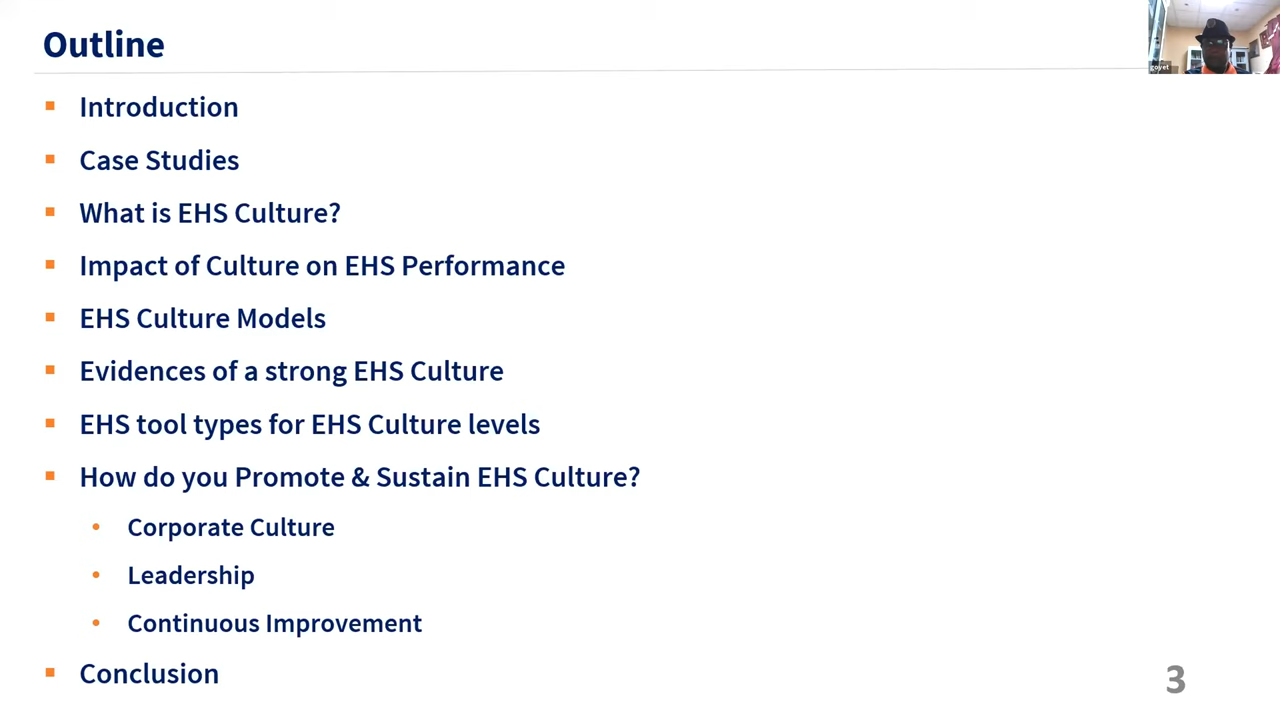 Outline
goyet
Introduction
Case Studies
What is EHS Culture?
Impact of Culture on EHS Performance
EHS Culture Models
Evidences of a strong EHS Culture
EHS tool types for EHS Culture levels
How do you Promote & Sustain EHS Culture?
Corporate Culture
Leadership
Continuous Improvement
Conclusion
3